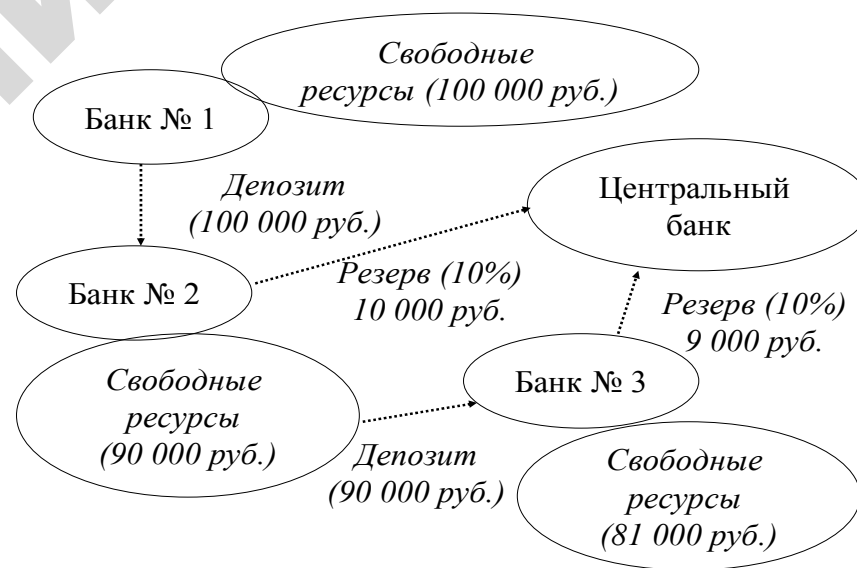 Свободные
ресурсы (100 000 руб.)
Банк № 1
Депозит
(100 000 руб.)
Центральный
банк
Банк № 2
Резерв (10%)
10 000 руб.
Резерв (10%)
9 000 руб.
Свободные
ресурсы
(90 000 руб.)
Банк № 3
Депозит
(90 000 руб.)
Свободные
ресурсы
(81 000 руб.)